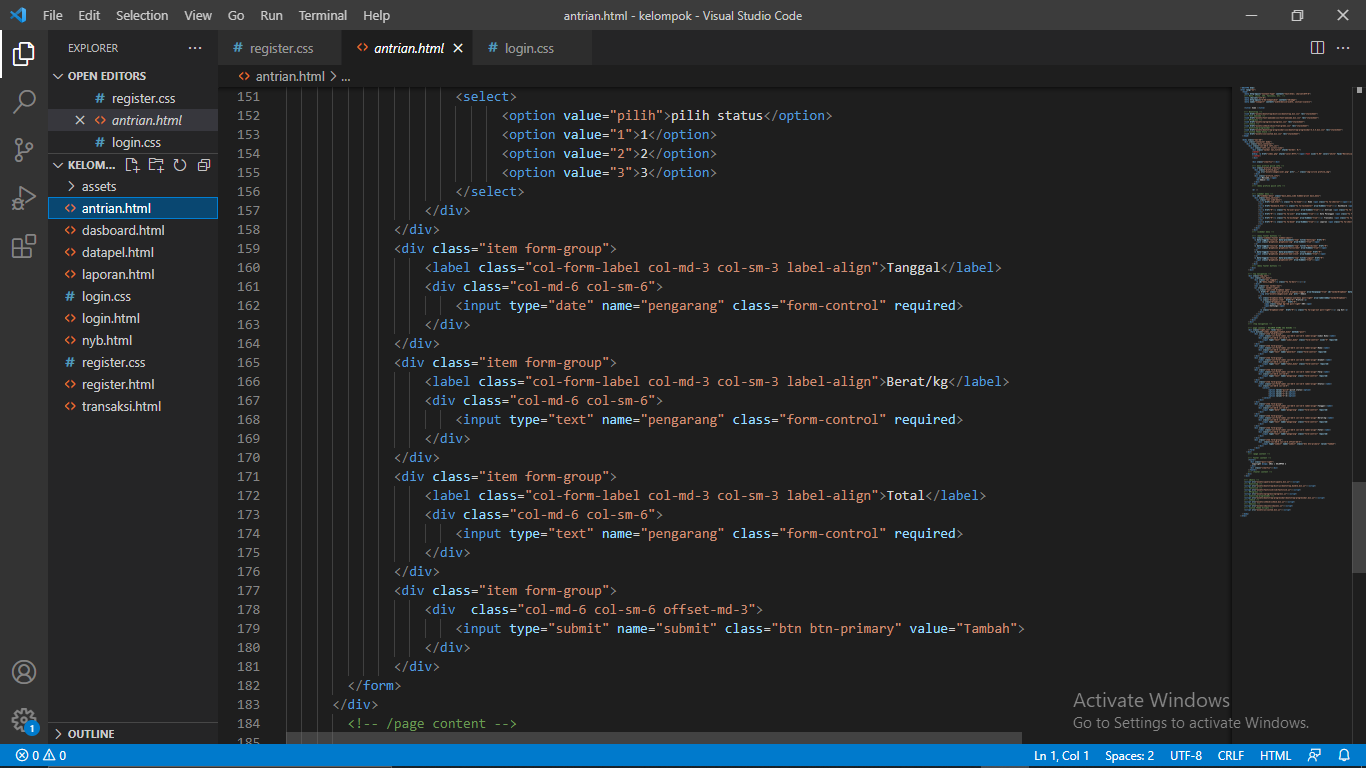 File Edit Selection View Go Run Terminal Help
antrian.html - kelompok - Visual Studio Code
EXPLORER
OPEN EDITORS
# register.css
antrian.html
# login.css
KELOM...
assets
antrian.html
dasboard.html
datapel.html
laporan.html
# login.css
login.html
nyb.html
# register.css
register.html
transaksi.html
OUTLINE
# register.css
antrian.html
# login.css
antrian.html > ...
151 <select>
152 <option value="pilih">pilih status</option>
153 <option value="1">1</option>
154 <option value="2">2</option>
155 <option value="3">3</option>
156 </select>
157 </div>
158 </div>
159 <div class="item form-group">
160 <label class="col-form-label col-md-3 col-sm-3 label-align">Tanggal</label>
161 <div class="col-md-6 col-sm-6">
162 <input type="date" name="pengarang" class="form-control" required>
163 </div>
164 </div>
165 <div class="item form-group">
166 <label class="col-form-label col-md-3 col-sm-3 label-align">Berat/kg</label>
167 <div class="col-md-6 col-sm-6">
168 <input type="text" name="pengarang" class="form-control" required>
169 </div>
170 </div>
171 <div class="item form-group">
172 <label class="col-form-label col-md-3 col-sm-3 label-align">Total</label>
173 <div class="col-md-6 col-sm-6">
174 <input type="text" name="pengarang" class="form-control" required>
175 </div>
176 </div>
177 <div class="item form-group">
178 <div  class="col-md-6 col-sm-6 offset-md-3">
179 <input type="submit" name="submit" class="btn btn-primary" value="Tambah">
180 </div>
181 </div>
182 </form>
183 </div>
184 <!-- /page content -->
185
Activate Windows
Go to Settings to activate Windows.
1
0 0
Ln 1, Col 1 Spaces: 2 UTF-8 CRLF HTML